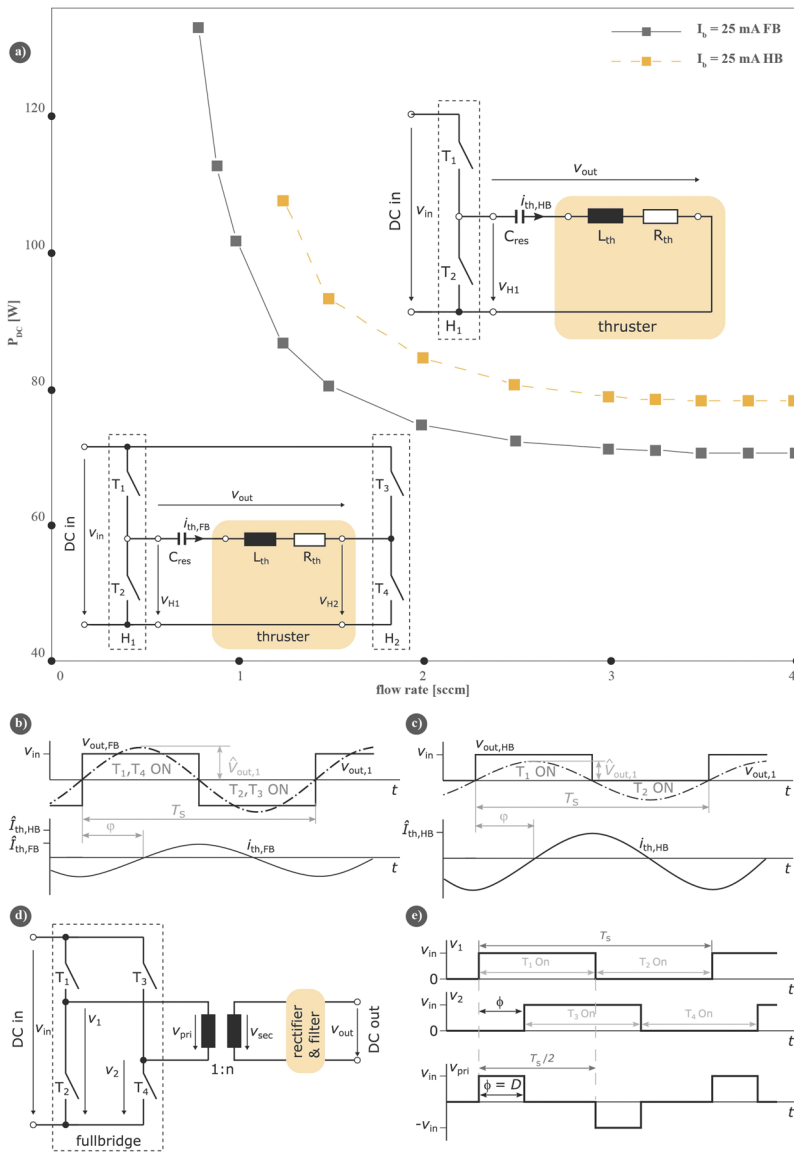 a)
I_b = 25 mA FB
I_b = 25 mA HB
120
100
80
60
40
P_DC [W]
T_1
v_out
DC in
v_in
i_th,HB
C_res
L_th
R_th
T_2
v_H1
H_1
thruster
T_1
T_3
v_out
DC in
v_in
i_th,FB
C_res
L_th
R_th
T_2
v_H1
v_H2
T_4
H_1
thruster
H_2
0 1 2 3 4
flow rate [sccm]
b)
v_out,FB
v_in
T_1,T_4 ON
V̂_out,1
v_out,1
T_2,T_3 ON
t
T_S
Î_th,HB
φ
Î_th,FB
i_th,FB
t
c)
v_out,HB
v_in
T_1 ON
V̂_out,1
v_out,1
T_2 ON
t
T_S
Î_th,HB
φ
i_th,HB
t
d)
T_1
T_3
DC in
v_in
v_1
v_pri
v_sec
rectifier
& filter
v_out
DC out
v_2
T_2
T_4
1:n
fullbridge
e)
v_in
v_1
T_S
T_1 On
T_2 On
0
t
v_in
v_2
ϕ
T_3 On
T_4 On
0
t
v_in
v_pri
T_S/2
ϕ = D
-v_in
t